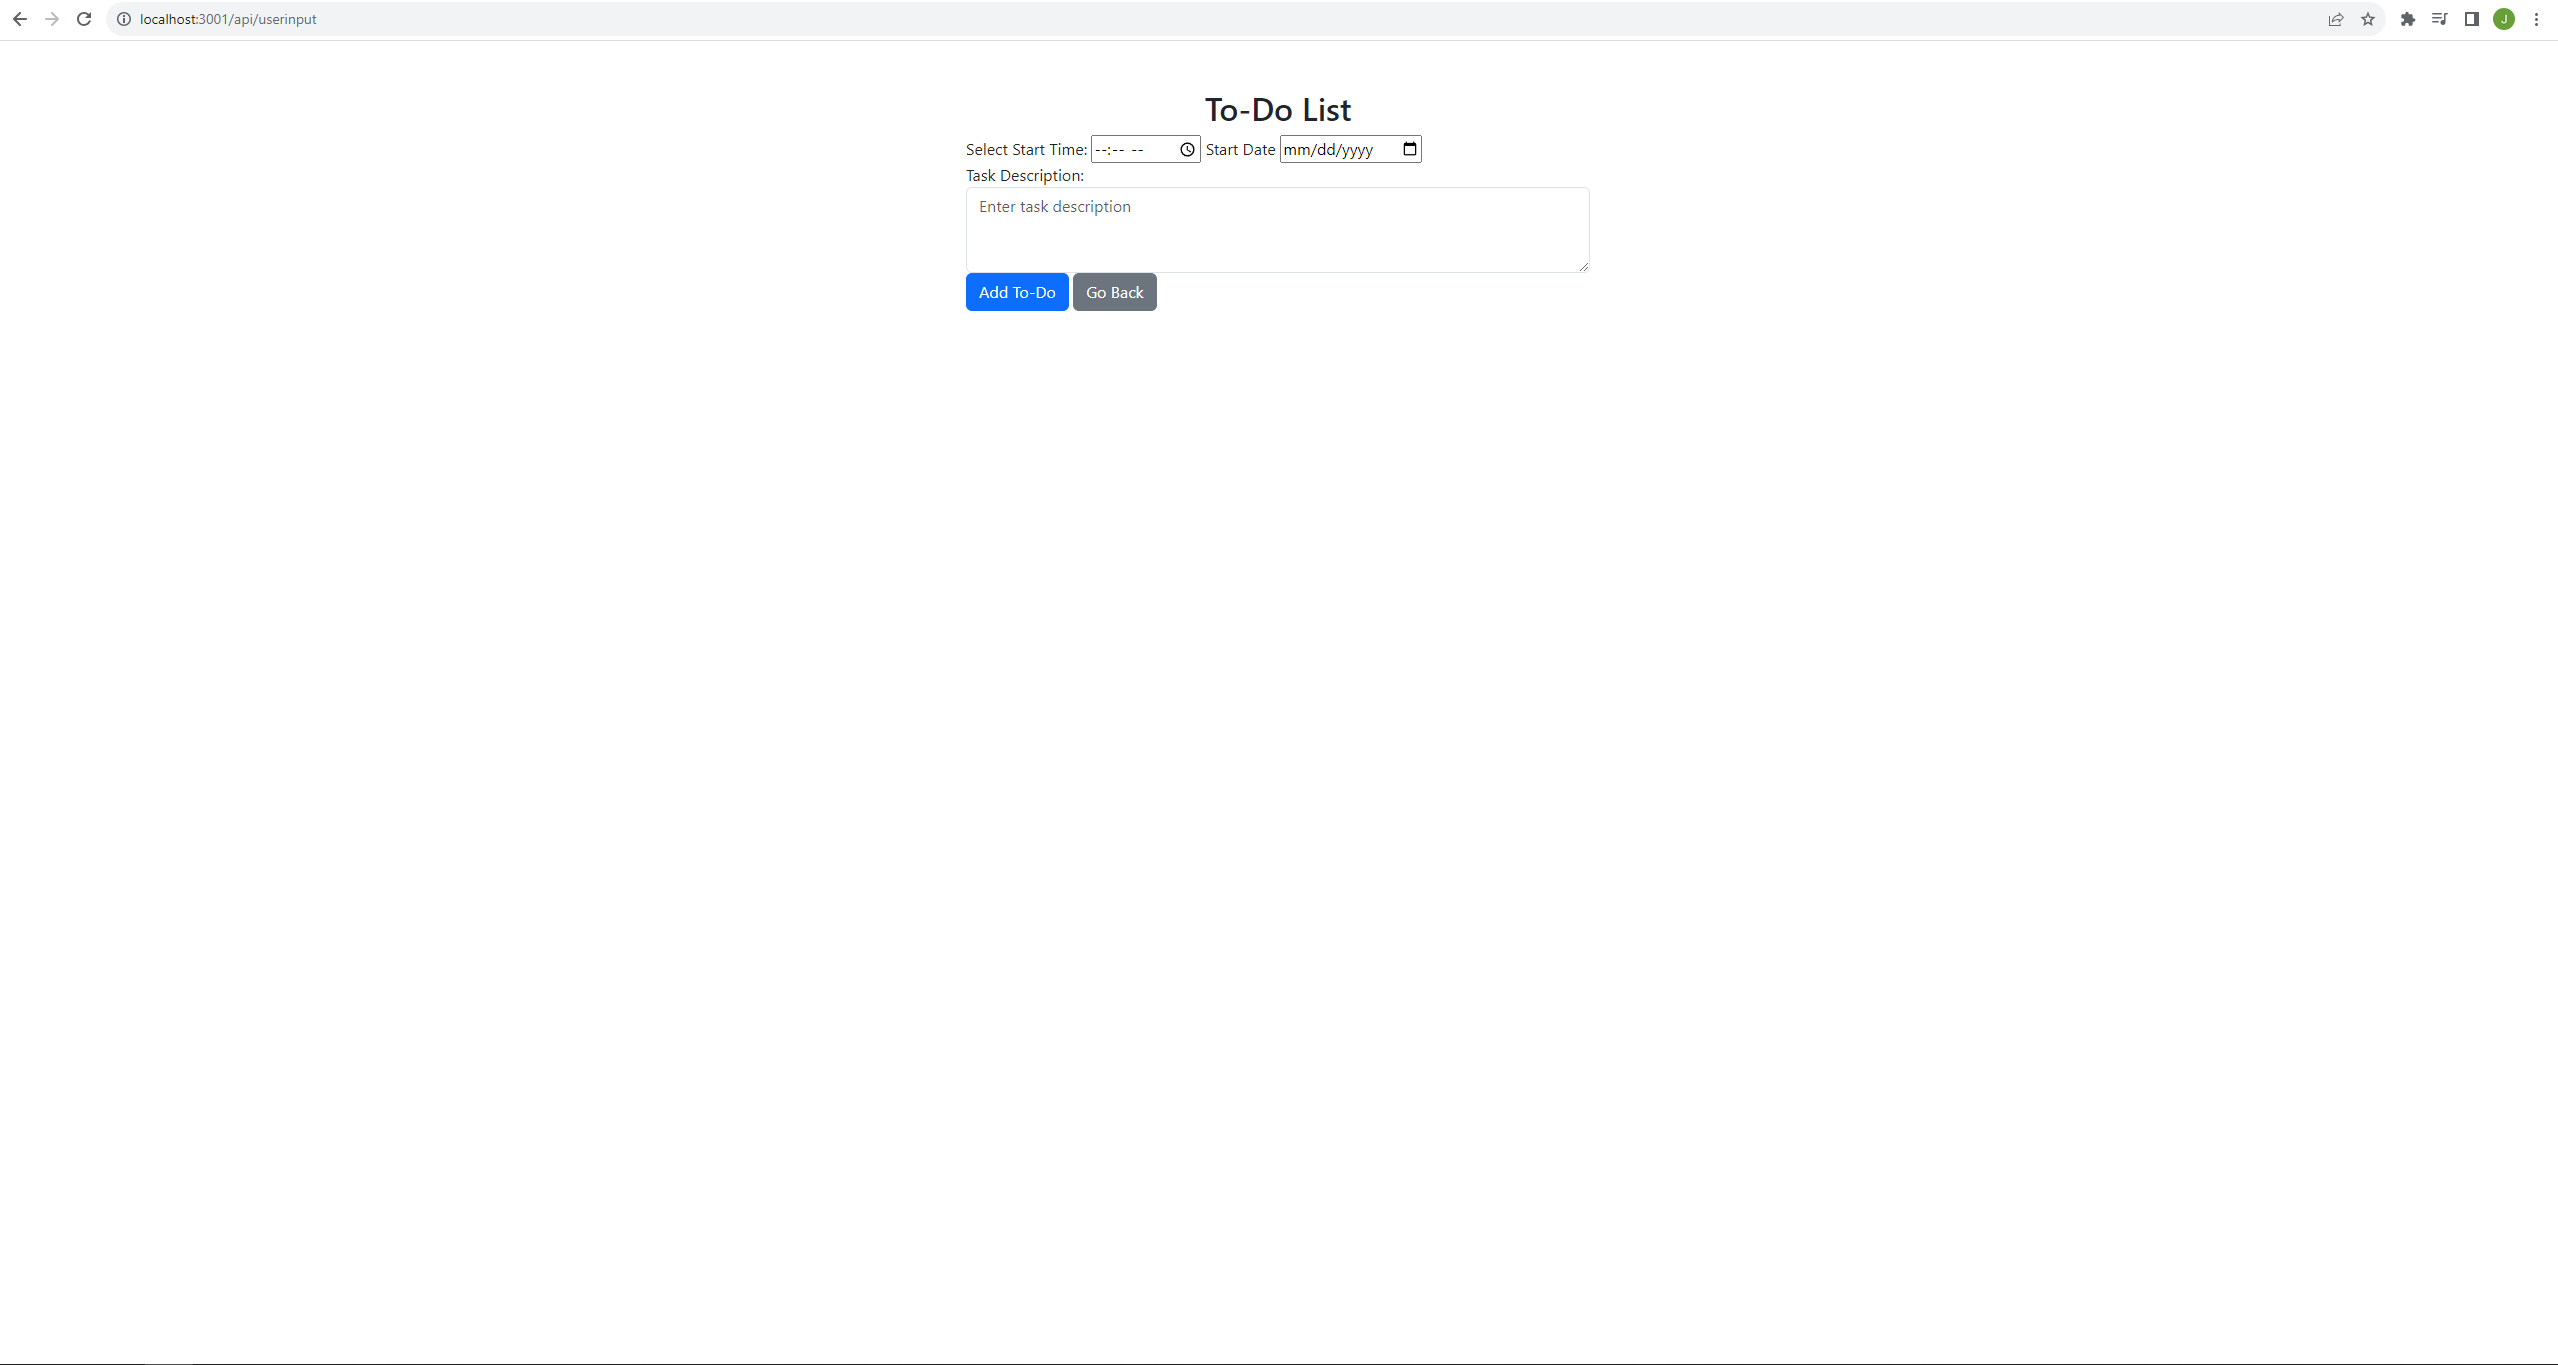 localhost:3001/api/userinput
J
To-Do List
Select Start Time: --:-- -- Start Date mm/dd/yyyy
Task Description:
Enter task description
Add To-Do Go Back